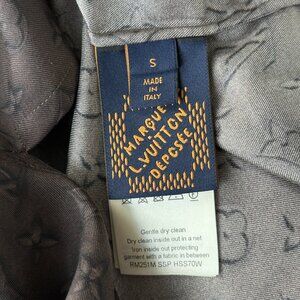 S
MADE
IN
ITALY
MARQUE
L.VUITTON
DÉPOSÉE
Gentle dry clean
Dry clean inside out in a net
Iron inside out protecting
garment with a fabric in between
RM251M SSP HSS70W